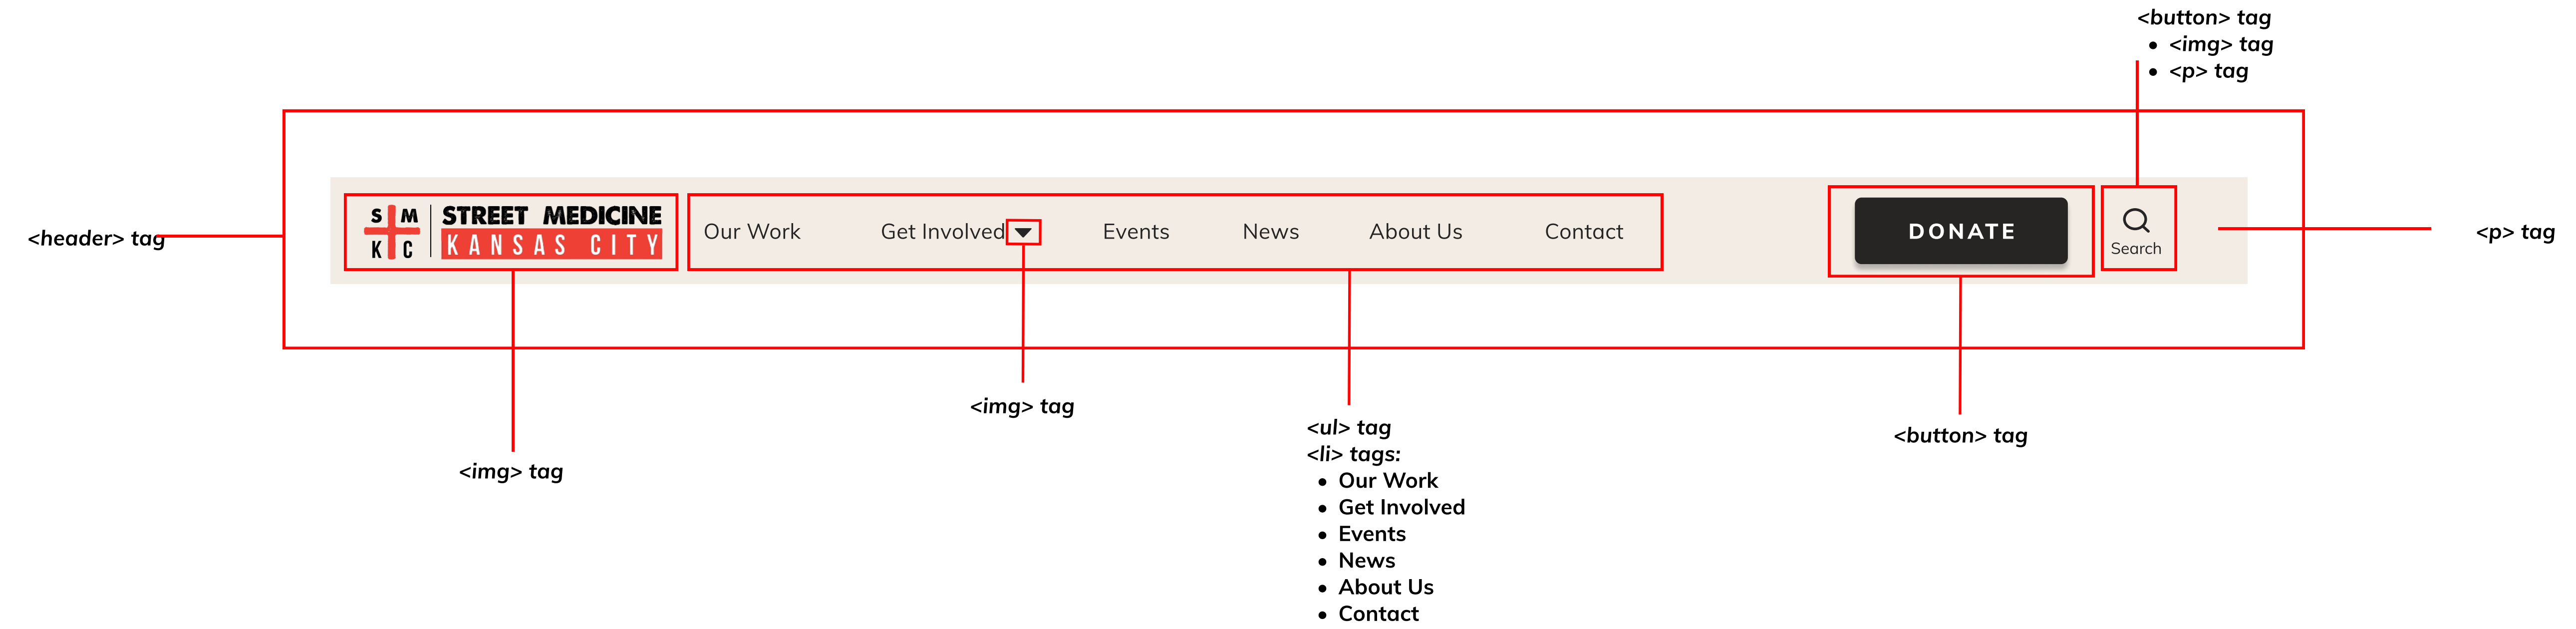 <button> tag
• <img> tag
• <p> tag
<header> tag
S M
K C
STREET MEDICINE
KANSAS CITY
Our Work
Get Involved
Events
News
About Us
Contact
DONATE
Search
<p> tag
<img> tag
<img> tag
<ul> tag
<li> tags:
• Our Work
• Get Involved
• Events
• News
• About Us
• Contact
<button> tag